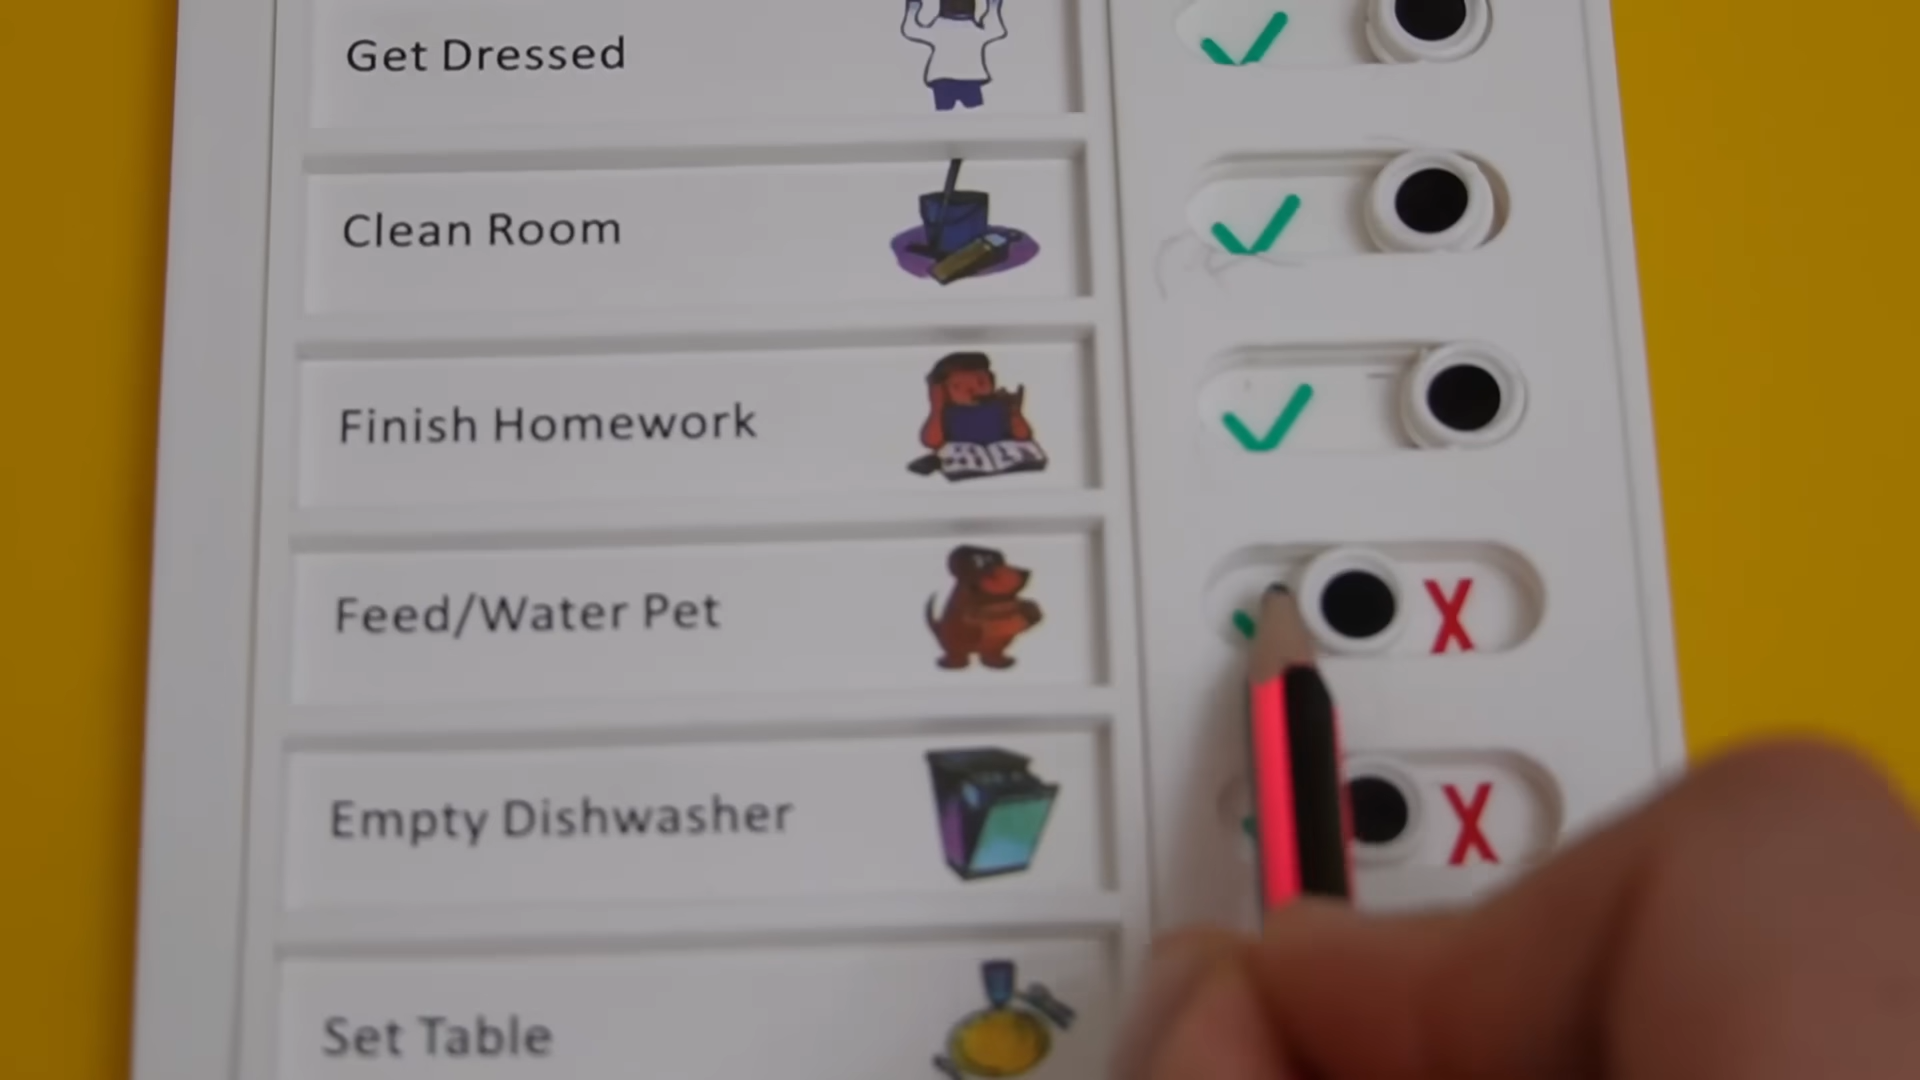 Get Dressed
Clean Room
Finish Homework
Feed/Water Pet
X
Empty Dishwasher
X
Set Table